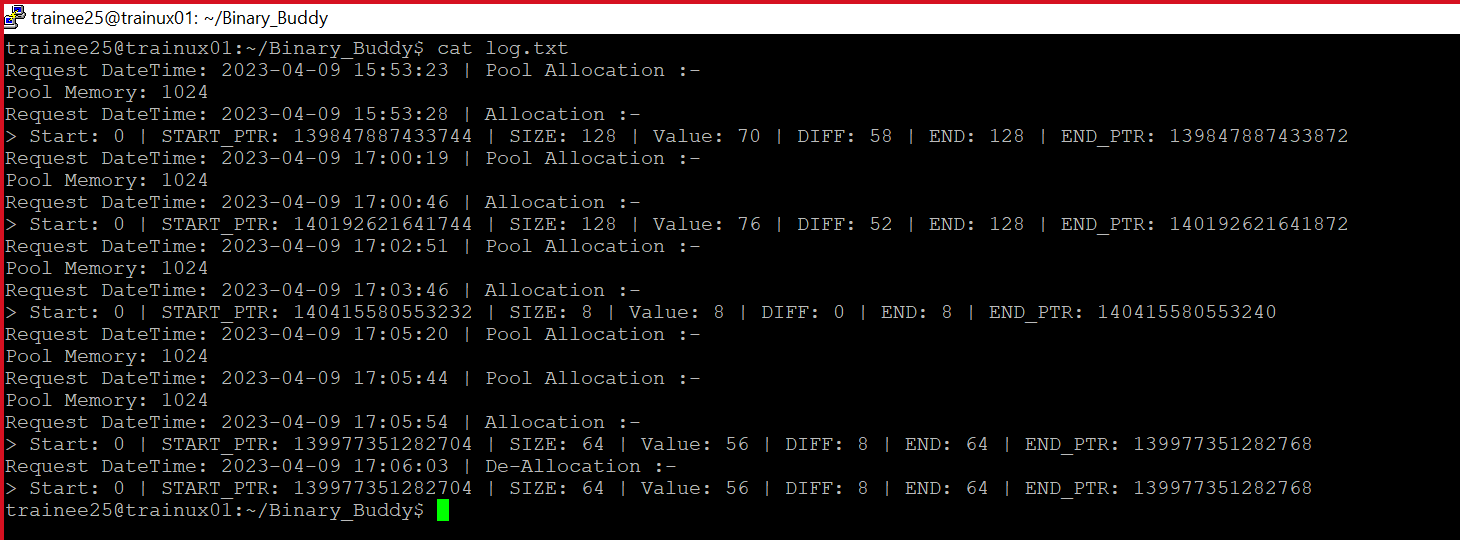 trainee25@trainux01: ~/Binary_Buddy
trainee25@trainux01:~/Binary_Buddy$ cat log.txt
Request DateTime: 2023-04-09 15:53:23 | Pool Allocation :-
Pool Memory: 1024
Request DateTime: 2023-04-09 15:53:28 | Allocation :-
> Start: 0 | START_PTR: 139847887433744 | SIZE: 128 | Value: 70 | DIFF: 58 | END: 128 | END_PTR: 139847887433872
Request DateTime: 2023-04-09 17:00:19 | Pool Allocation :-
Pool Memory: 1024
Request DateTime: 2023-04-09 17:00:46 | Allocation :-
> Start: 0 | START_PTR: 140192621641744 | SIZE: 128 | Value: 76 | DIFF: 52 | END: 128 | END_PTR: 140192621641872
Request DateTime: 2023-04-09 17:02:51 | Pool Allocation :-
Pool Memory: 1024
Request DateTime: 2023-04-09 17:03:46 | Allocation :-
> Start: 0 | START_PTR: 140415580553232 | SIZE: 8 | Value: 8 | DIFF: 0 | END: 8 | END_PTR: 140415580553240
Request DateTime: 2023-04-09 17:05:20 | Pool Allocation :-
Pool Memory: 1024
Request DateTime: 2023-04-09 17:05:44 | Pool Allocation :-
Pool Memory: 1024
Request DateTime: 2023-04-09 17:05:54 | Allocation :-
> Start: 0 | START_PTR: 139977351282704 | SIZE: 64 | Value: 56 | DIFF: 8 | END: 64 | END_PTR: 139977351282768
Request DateTime: 2023-04-09 17:06:03 | De-Allocation :-
> Start: 0 | START_PTR: 139977351282704 | SIZE: 64 | Value: 56 | DIFF: 8 | END: 64 | END_PTR: 139977351282768
trainee25@trainux01:~/Binary_Buddy$